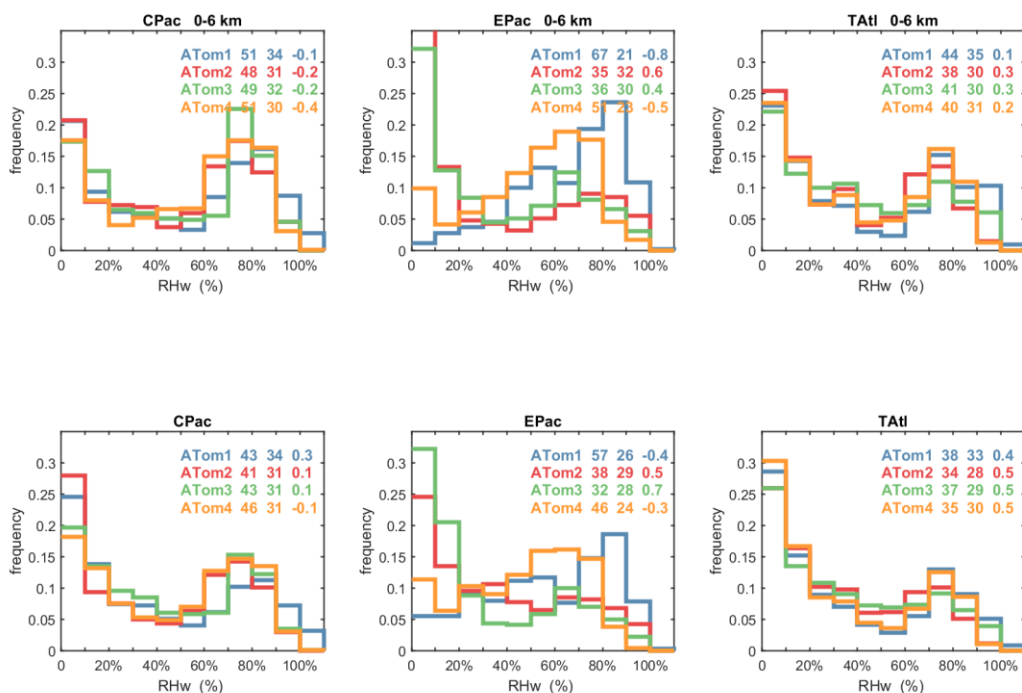 CPac 0-6 km
ATom1 51 34 -0.1
ATom2 48 31 -0.2
ATom3 49 32 -0.2
ATom4 51 30 -0.4
frequency
0.3
0.25
0.2
0.15
0.1
0.05
0
0 20% 40% 60% 80% 100%
RHw (%)
EPac 0-6 km
ATom1 67 21 -0.8
ATom2 35 32 0.6
ATom3 36 30 0.4
ATom4 51 23 -0.5
frequency
0.3
0.25
0.2
0.15
0.1
0.05
0
0 20% 40% 60% 80% 100%
RHw (%)
TAtl 0-6 km
ATom1 44 35 0.1
ATom2 38 30 0.3
ATom3 41 30 0.3
ATom4 40 31 0.2
frequency
0.3
0.25
0.2
0.15
0.1
0.05
0
0 20% 40% 60% 80% 100%
RHw (%)
CPac
ATom1 43 34 0.3
ATom2 41 31 0.1
ATom3 43 31 0.1
ATom4 46 31 -0.1
frequency
0.3
0.25
0.2
0.15
0.1
0.05
0
0 20% 40% 60% 80% 100%
RHw (%)
EPac
ATom1 57 26 -0.4
ATom2 38 29 0.5
ATom3 32 28 0.7
ATom4 46 24 -0.3
frequency
0.3
0.25
0.2
0.15
0.1
0.05
0
0 20% 40% 60% 80% 100%
RHw (%)
TAtl
ATom1 38 33 0.4
ATom2 34 28 0.5
ATom3 37 29 0.5
ATom4 35 30 0.5
frequency
0.3
0.25
0.2
0.15
0.1
0.05
0
0 20% 40% 60% 80% 100%
RHw (%)